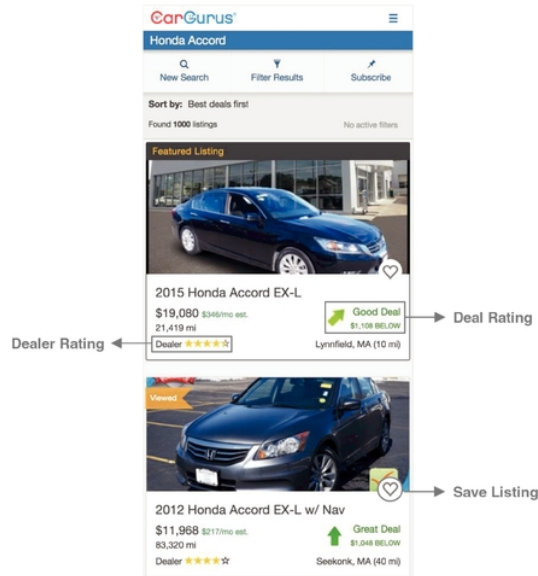 CarGurus
Honda Accord
New Search
Filter Results
Subscribe
Sort by: Best deals first
Found 1000 listings
No active filters
Featured Listing
2015 Honda Accord EX-L
$19,080 $346/mo est.
21,419 mi
Good Deal
$1,108 BELOW
Deal Rating
Dealer Rating
Dealer
Lynnfield, MA (10 mi)
Viewed
Save Listing
2012 Honda Accord EX-L w/ Nav
$11,968 $217/mo est.
83,320 mi
Great Deal
$1,048 BELOW
Dealer
Seekonk, MA (40 mi)